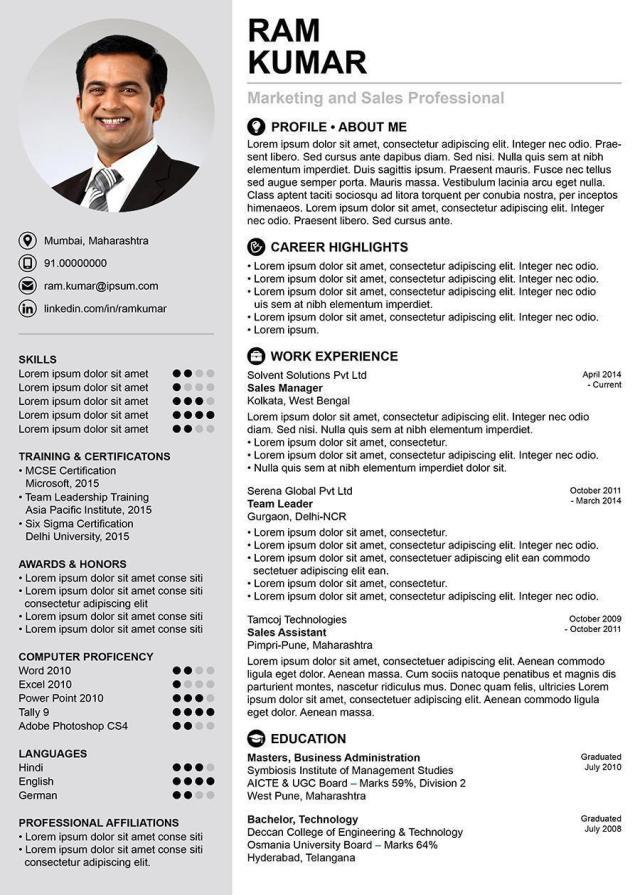 RAM
KUMAR
Marketing and Sales Professional
Mumbai, Maharashtra
91.00000000
ram.kumar@ipsum.com
linkedin.com/in/ramkumar
SKILLS
Lorem ipsum dolor sit amet
Lorem ipsum dolor sit amet
Lorem ipsum dolor sit amet
Lorem ipsum dolor sit amet
Lorem ipsum dolor sit amet
TRAINING & CERTIFICATONS
• MCSE Certification
Microsoft, 2015
• Team Leadership Training
Asia Pacific Institute, 2015
• Six Sigma Certification
Delhi University, 2015
AWARDS & HONORS
• Lorem ipsum dolor sit amet conse siti
• Lorem ipsum dolor sit amet conse siti
consectetur adipiscing elit
• Lorem ipsum dolor sit amet conse siti
• Lorem ipsum dolor sit amet conse siti
COMPUTER PROFICENCY
Word 2010
Excel 2010
Power Point 2010
Tally 9
Adobe Photoshop CS4
LANGUAGES
Hindi
English
German
PROFESSIONAL AFFILIATIONS
• Lorem ipsum dolor sit amet conse siti
• Lorem ipsum dolor sit amet conse siti
consectetur adipiscing elit.
PROFILE • ABOUT ME
Lorem ipsum dolor sit amet, consectetur adipiscing elit. Integer nec odio. Prae-
sent libero. Sed cursus ante dapibus diam. Sed nisi. Nulla quis sem at nibh
elementum imperdiet. Duis sagittis ipsum. Praesent mauris. Fusce nec tellus
sed augue semper porta. Mauris massa. Vestibulum lacinia arcu eget nulla.
Class aptent taciti sociosqu ad litora torquent per conubia nostra, per inceptos
himenaeos. Lorem ipsum dolor sit amet, consectetur adipiscing elit. Integer
nec odio. Praesent libero. Sed cursus ante.
CAREER HIGHLIGHTS
• Lorem ipsum dolor sit amet, consectetur adipiscing elit. Integer nec odio.
• Lorem ipsum dolor sit amet, consectetur adipiscing elit. Integer nec odio.
• Lorem ipsum dolor sit amet, consectetur adipiscing elit. Integer nec odio
uis sem at nibh elementum imperdiet.
• Lorem ipsum dolor sit amet, consectetur adipiscing elit. Integer nec odio.
• Lorem ipsum.
WORK EXPERIENCE
Solvent Solutions Pvt Ltd
April 2014
Sales Manager
- Current
Kolkata, West Bengal
Lorem ipsum dolor sit amet, consectetur adipiscing elit. Integer nec odio
diam. Sed nisi. Nulla quis sem at nibh elementum imperdiet.
• Lorem ipsum dolor sit amet, consectetur.
• Lorem ipsum dolor sit amet, consectetur adipiscing elit. Integer nec odio.
• Nulla quis sem at nibh elementum imperdiet dolor sit.
Serena Global Pvt Ltd
October 2011
Team Leader
- March 2014
Gurgaon, Delhi-NCR
• Lorem ipsum dolor sit amet, consectetur.
• Lorem ipsum dolor sit amet, consectetur adipiscing elit. Integer nec odio.
• Lorem ipsum dolor sit amet, consectetuer adipiscing elit ean commodo
sectetuer adipiscing elit ean.
• Lorem ipsum dolor sit amet, consectetur.
• Lorem ipsum dolor sit amet, consectetur adipiscing elit. Integer nec odio.
Tamcoj Technologies
October 2009
Sales Assistant
- October 2011
Pimpri-Pune, Maharashtra
Lorem ipsum dolor sit amet, consectetuer adipiscing elit. Aenean commodo
ligula eget dolor. Aenean massa. Cum sociis natoque penatibus et magnis dis
parturient montes, nascetur ridiculus mus. Donec quam felis, ultricies Lorem
ipsum dolor sit amet, consectetuer adipiscing elit. Aenean commodo ligula
eget dolor. Aenean massa.
EDUCATION
Masters, Business Administration
Graduated
July 2010
Symbiosis Institute of Management Studies
AICTE & UGC Board – Marks 59%, Division 2
West Pune, Maharashtra
Bachelor, Technology
Graduated
July 2008
Deccan College of Engineering & Technology
Osmania University Board – Marks 64%
Hyderabad, Telangana